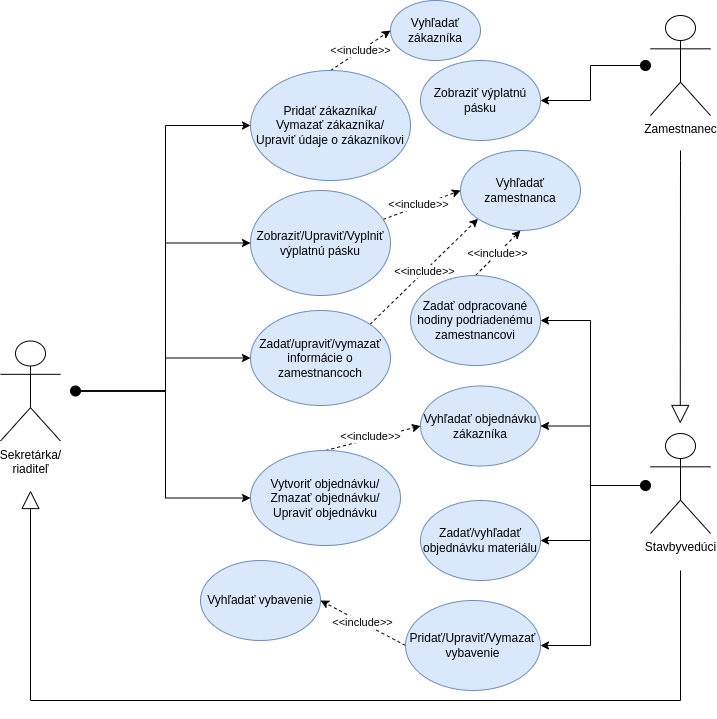 Vyhľadať
zákazníka
<<include>>
Pridať zákazníka/
Vymazať zákazníka/
Upraviť údaje o zákazníkovi
Zobraziť výplatnú
pásku
Zamestnanec
Vyhľadať
zamestnanca
<<include>>
Zobraziť/Upraviť/Vyplniť
výplatnú pásku
<<include>>
<<include>>
Zadať odpracované
hodiny podriadenému
zamestnancovi
Zadať/upraviť/vymazať
informácie o
zamestnancoch
Sekretárka/
riaditeľ
Vyhľadať objednávku
zákazníka
<<include>>
Vytvoriť objednávku/
Zmazať objednávku/
Upraviť objednávku
Zadať/vyhľadať
objednávku materiálu
Stavbyvedúci
Vyhľadať vybavenie
<<include>>
Pridať/Upraviť/Vymazať
vybavenie